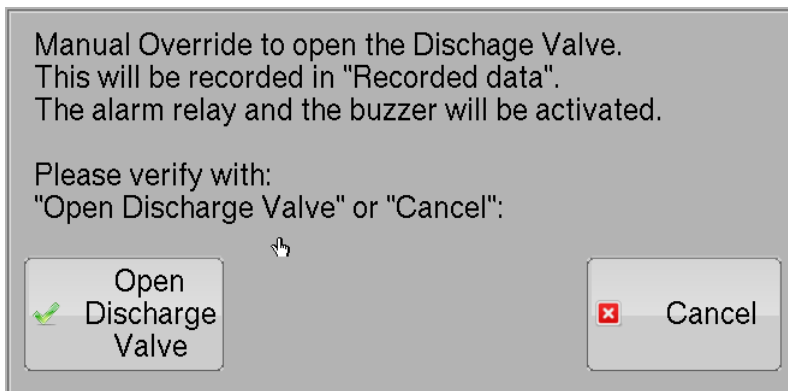 Manual Override to open the Dischage Valve.
This will be recorded in "Recorded data".
The alarm relay and the buzzer will be activated.
Please verify with:
"Open Discharge Valve" or "Cancel":
Open
Discharge
Valve
Cancel